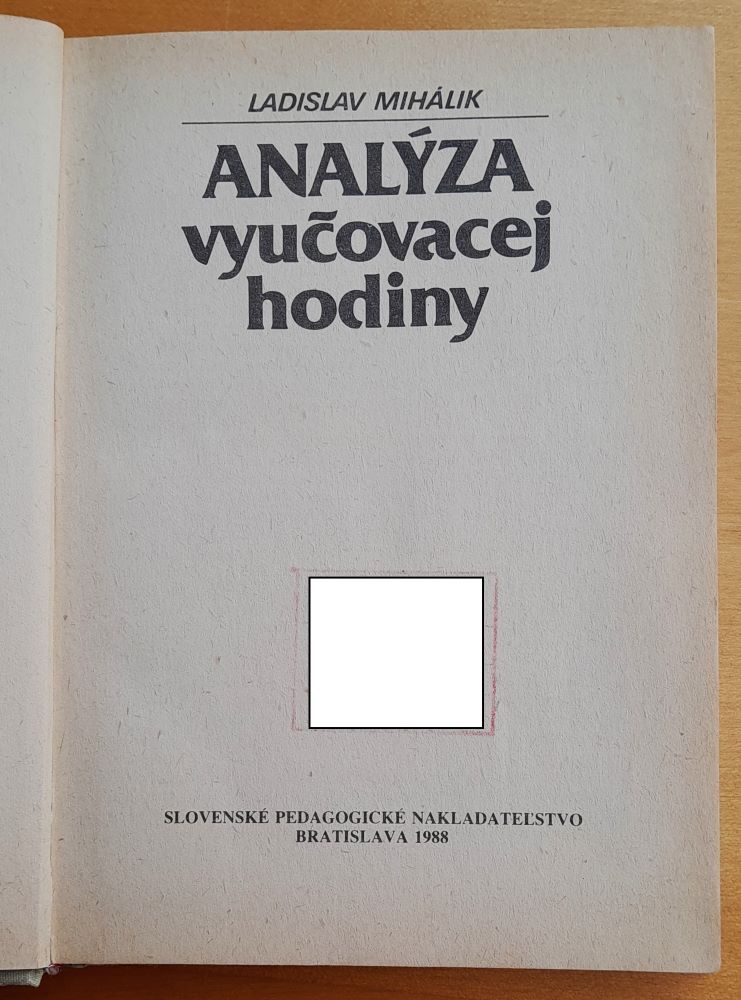 LADISLAV MIHÁLIK
ANALÝZA
vyučovacej
hodiny
SLOVENSKÉ PEDAGOGICKÉ NAKLADATEĽSTVO
BRATISLAVA 1988